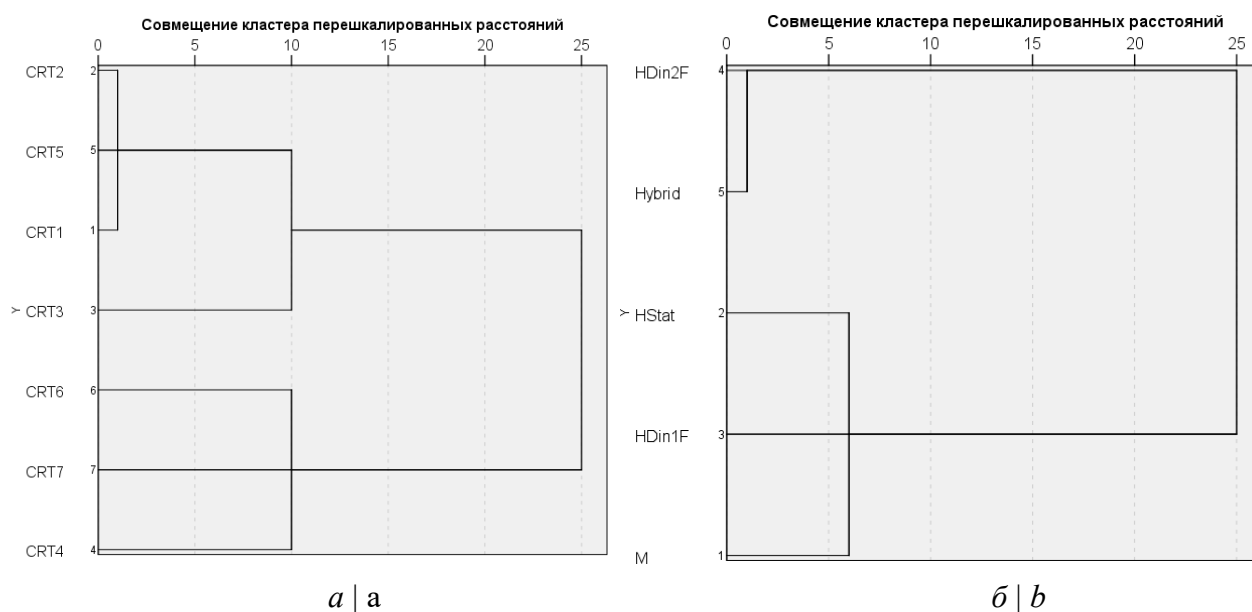 Совмещение кластера перешкалированных расстояний
0 5 10 15 20 25
CRT2 2
CRT5 5
CRT1 1
Y CRT3 3
CRT6 6
CRT7 7
CRT4 4
а | a
Совмещение кластера перешкалированных расстояний
0 5 10 15 20 25
HDin2F 4
Hybrid 5
Y HStat 2
HDin1F 3
M 1
б | b